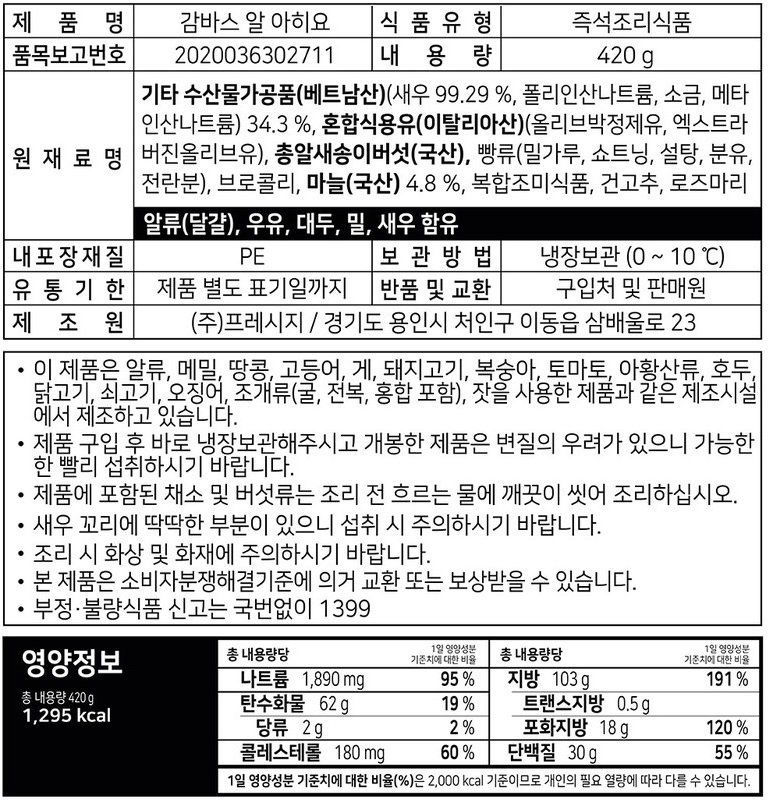 제 품 명 감바스 알 아히요 식 품 유 형 즉석조리식품
품목보고번호 2020036302711 내 용 량 420 g
원 재 료 명
기타 수산물가공품(베트남산)(새우 99.29 %, 폴리인산나트륨, 소금, 메타
인산나트륨) 34.3 %, 혼합식용유(이탈리아산)(올리브박정제유, 엑스트라
버진올리브유), 총알새송이버섯(국산), 빵류(밀가루, 쇼트닝, 설탕, 분유,
전란분), 브로콜리, 마늘(국산) 4.8 %, 복합조미식품, 건고추, 로즈마리
알류(달걀), 우유, 대두, 밀, 새우 함유
내포장재질 PE 보 관 방 법 냉장보관 (0 ~ 10 ℃)
유 통 기 한 제품 별도 표기일까지 반품 및 교환 구입처 및 판매원
제 조 원 (주)프레시지 / 경기도 용인시 처인구 이동읍 삼배울로 23
• 이 제품은 알류, 메밀, 땅콩, 고등어, 게, 돼지고기, 복숭아, 토마토, 아황산류, 호두,
닭고기, 쇠고기, 오징어, 조개류(굴, 전복, 홍합 포함), 잣을 사용한 제품과 같은 제조시설
에서 제조하고 있습니다.
• 제품 구입 후 바로 냉장보관해주시고 개봉한 제품은 변질의 우려가 있으니 가능한
한 빨리 섭취하시기 바랍니다.
• 제품에 포함된 채소 및 버섯류는 조리 전 흐르는 물에 깨끗이 씻어 조리하십시오.
• 새우 꼬리에 딱딱한 부분이 있으니 섭취 시 주의하시기 바랍니다.
• 조리 시 화상 및 화재에 주의하시기 바랍니다.
• 본 제품은 소비자분쟁해결기준에 의거 교환 또는 보상받을 수 있습니다.
• 부정·불량식품 신고는 국번없이 1399
영양정보
총 내용량 420 g
1,295 kcal
총 내용량당 1일 영양성분
기준치에 대한 비율
나트륨 1,890 mg 95 %
탄수화물 62 g 19 %
당류 2 g 2 %
콜레스테롤 180 mg 60 %
총 내용량당 1일 영양성분
기준치에 대한 비율
지방 103 g 191 %
트랜스지방 0.5 g
포화지방 18 g 120 %
단백질 30 g 55 %
1일 영양성분 기준치에 대한 비율(%)은 2,000 kcal 기준이므로 개인의 필요 열량에 따라 다를 수 있습니다.